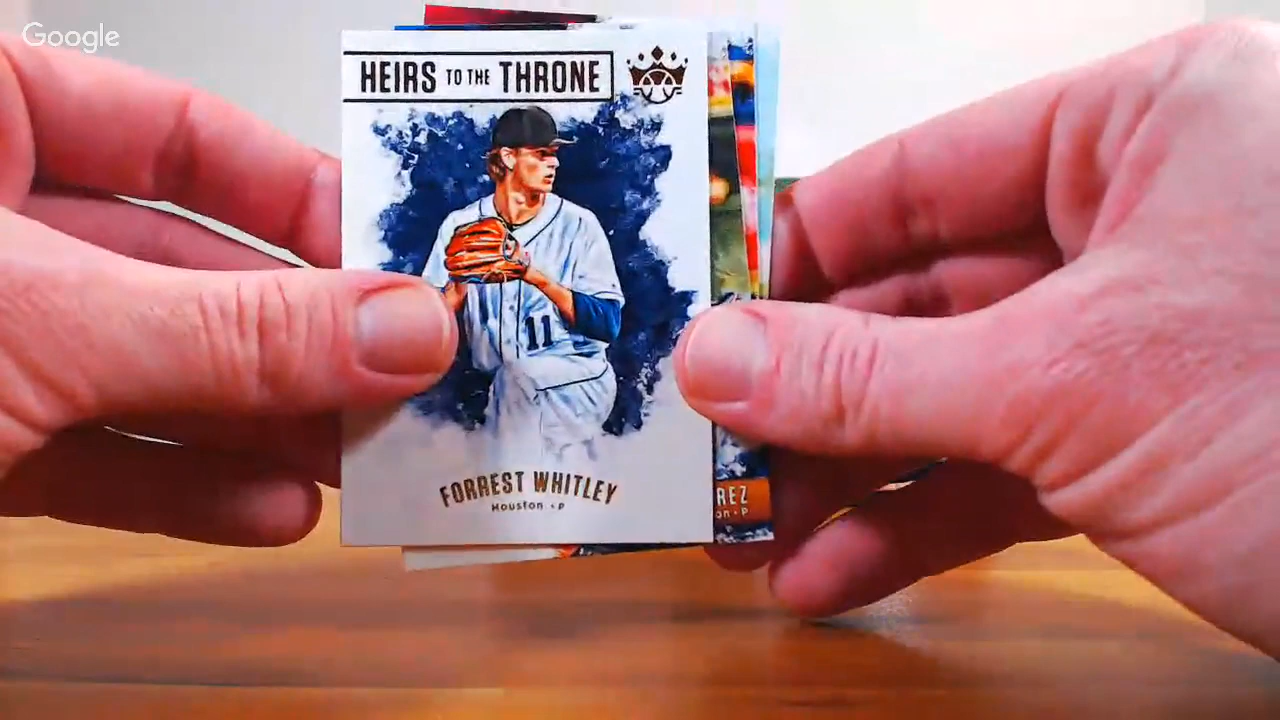 Google
HEIRS TO THE THRONE
11
FORREST WHITLEY
Houston • P
REZ
on • P